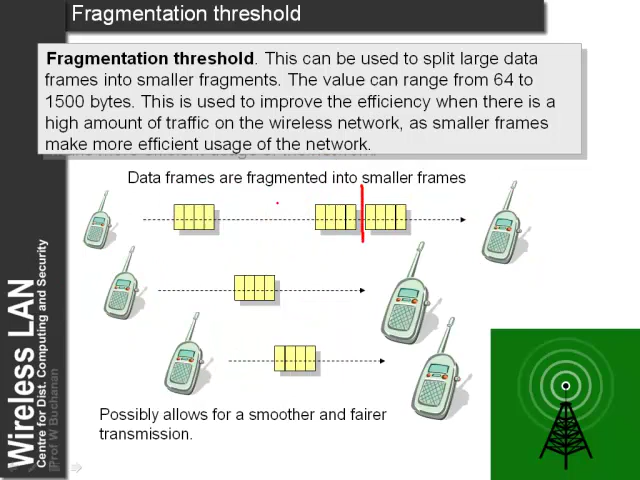 Fragmentation threshold
Fragmentation threshold. This can be used to split large data
frames into smaller fragments. The value can range from 64 to
1500 bytes. This is used to improve the efficiency when there is a
high amount of traffic on the wireless network, as smaller frames
make more efficient usage of the network.
Data frames are fragmented into smaller frames
Possibly allows for a smoother and fairer
transmission.
Wireless LAN
Centre for Dist. Computing and Security
Prof W Buchanan